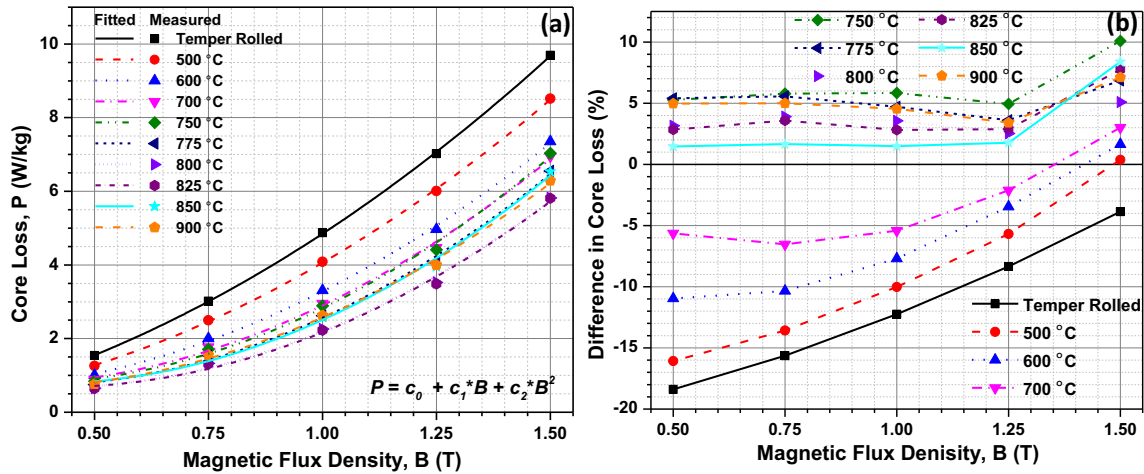 (a)
Fitted Measured
Temper Rolled
500 °C
600 °C
700 °C
750 °C
775 °C
800 °C
825 °C
850 °C
900 °C
P = c₀ + c₁*B + c₂*B²
10
8
6
4
2
0
Core Loss, P (W/kg)
0.50 0.75 1.00 1.25 1.50
Magnetic Flux Density, B (T)
(b)
750 °C 825 °C
775 °C 850 °C
800 °C 900 °C
10
5
0
-5
-10
-15
-20
Difference in Core Loss (%)
Temper Rolled
500 °C
600 °C
700 °C
0.50 0.75 1.00 1.25 1.50
Magnetic Flux Density, B (T)